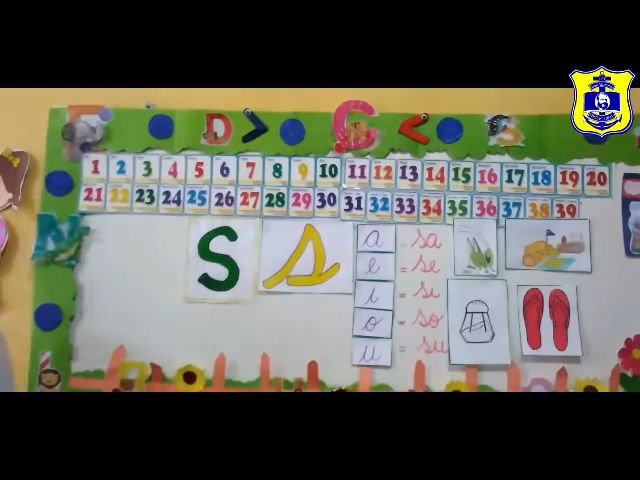 D > C <
1 2 3 4 5 6 7 8 9 10 11 12 13 14 15 16 17 18 19 20
21 22 23 24 25 26 27 28 29 30 31 32 33 34 35 36 37 38 39
S s
a = sa
e = se
i = si
o = so
u = su